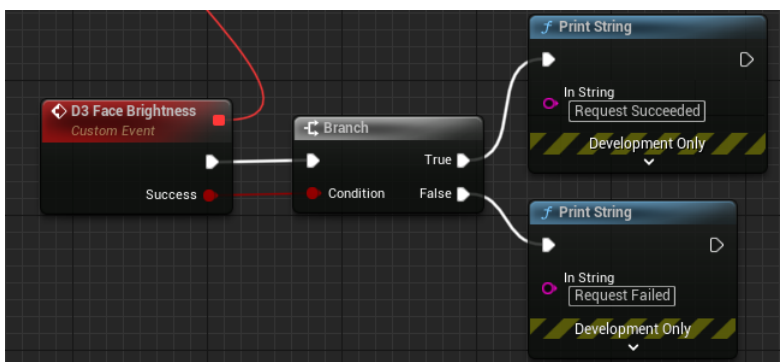 D3 Face Brightness
Custom Event
Success
Branch
True
Condition
False
f Print String
In String
Request Succeeded
Development Only
f Print String
In String
Request Failed
Development Only